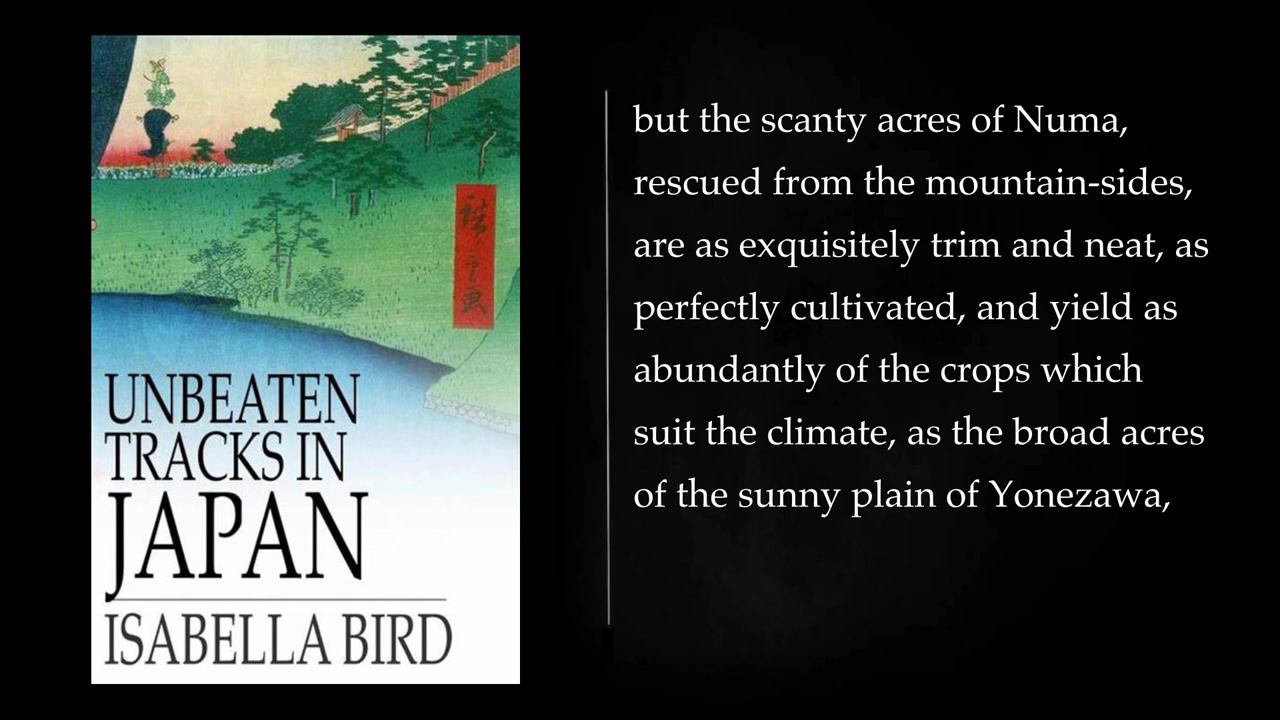 UNBEATEN
TRACKS IN
JAPAN
ISABELLA BIRD
but the scanty acres of Numa,
rescued from the mountain-sides,
are as exquisitely trim and neat, as
perfectly cultivated, and yield as
abundantly of the crops which
suit the climate, as the broad acres
of the sunny plain of Yonezawa,